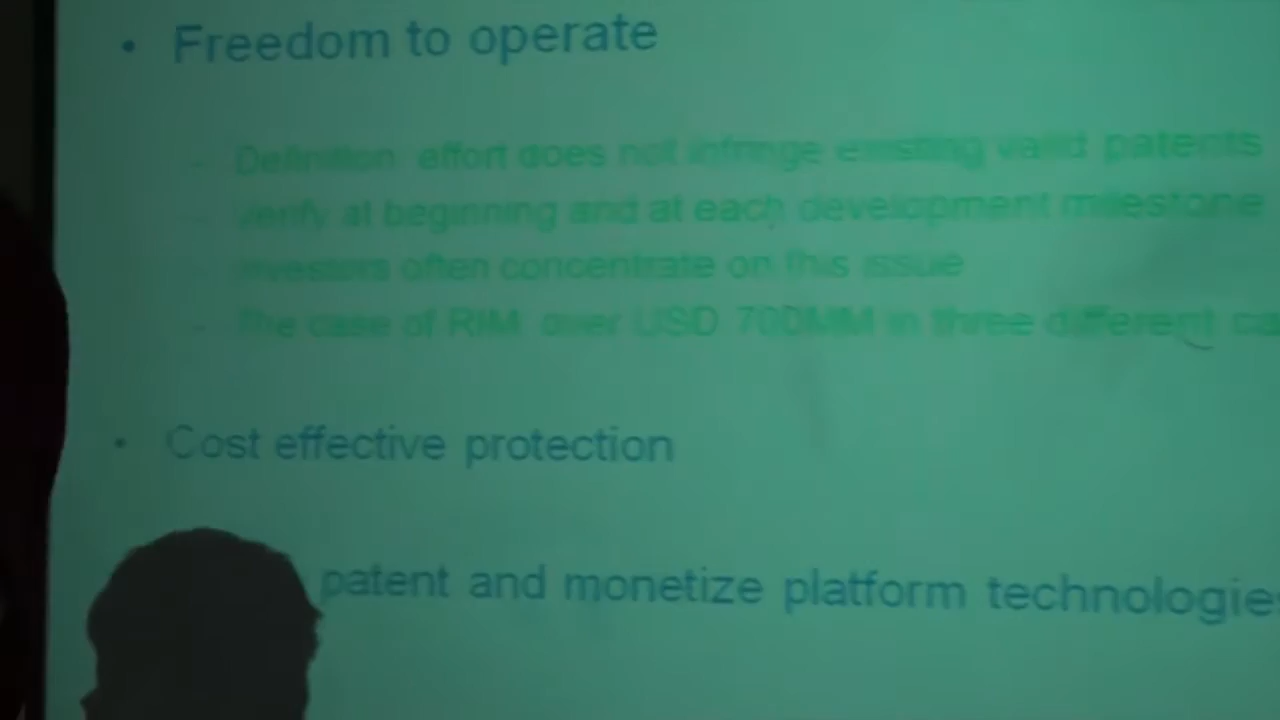 • Freedom to operate
- Definition effort does not infringe existing valid patents
- Verify at beginning and at each development milestone
- Investors often concentrate on this issue
- The case of RIM over USD 700MM in three different ca
• Cost effective protection
patent and monetize platform technologies